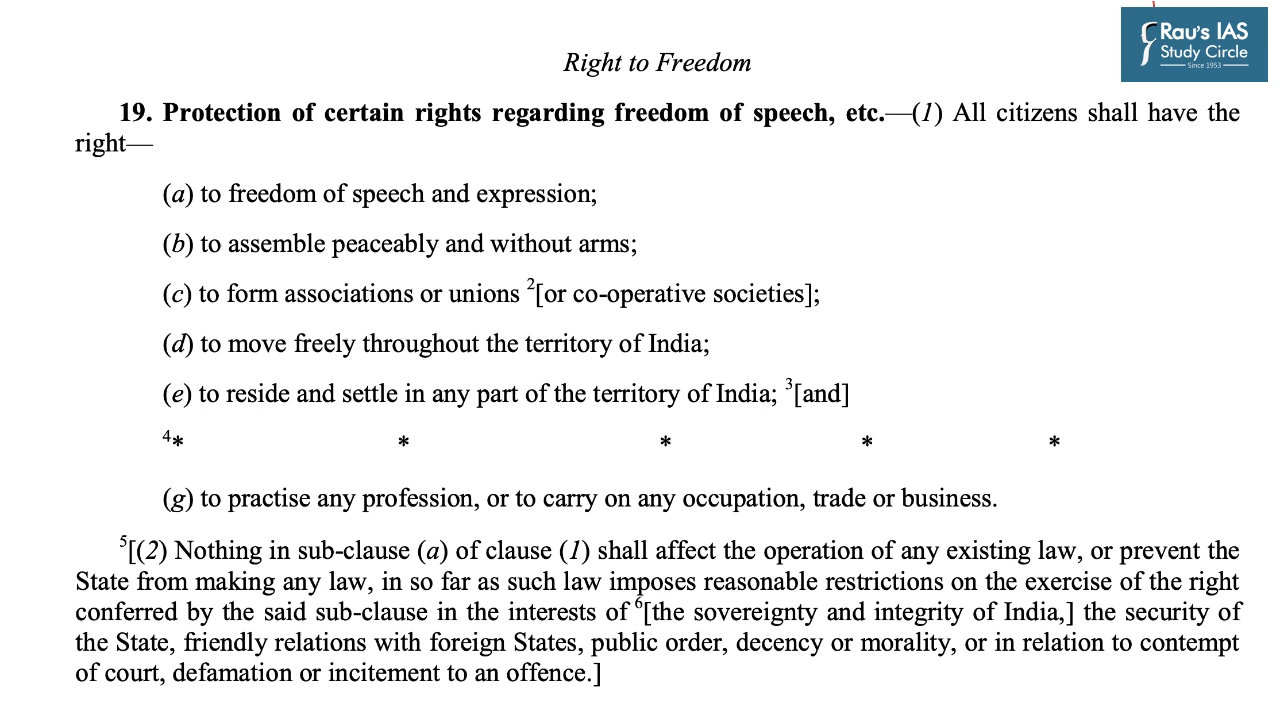 Rau's IAS
Study Circle
Since 1953
Right to Freedom
19. Protection of certain rights regarding freedom of speech, etc.—(1) All citizens shall have the
right—
(a) to freedom of speech and expression;
(b) to assemble peaceably and without arms;
(c) to form associations or unions ²[or co-operative societies];
(d) to move freely throughout the territory of India;
(e) to reside and settle in any part of the territory of India; ³[and]
⁴* * * * *
(g) to practise any profession, or to carry on any occupation, trade or business.
⁵[(2) Nothing in sub-clause (a) of clause (1) shall affect the operation of any existing law, or prevent the
State from making any law, in so far as such law imposes reasonable restrictions on the exercise of the right
conferred by the said sub-clause in the interests of ⁶[the sovereignty and integrity of India,] the security of
the State, friendly relations with foreign States, public order, decency or morality, or in relation to contempt
of court, defamation or incitement to an offence.]